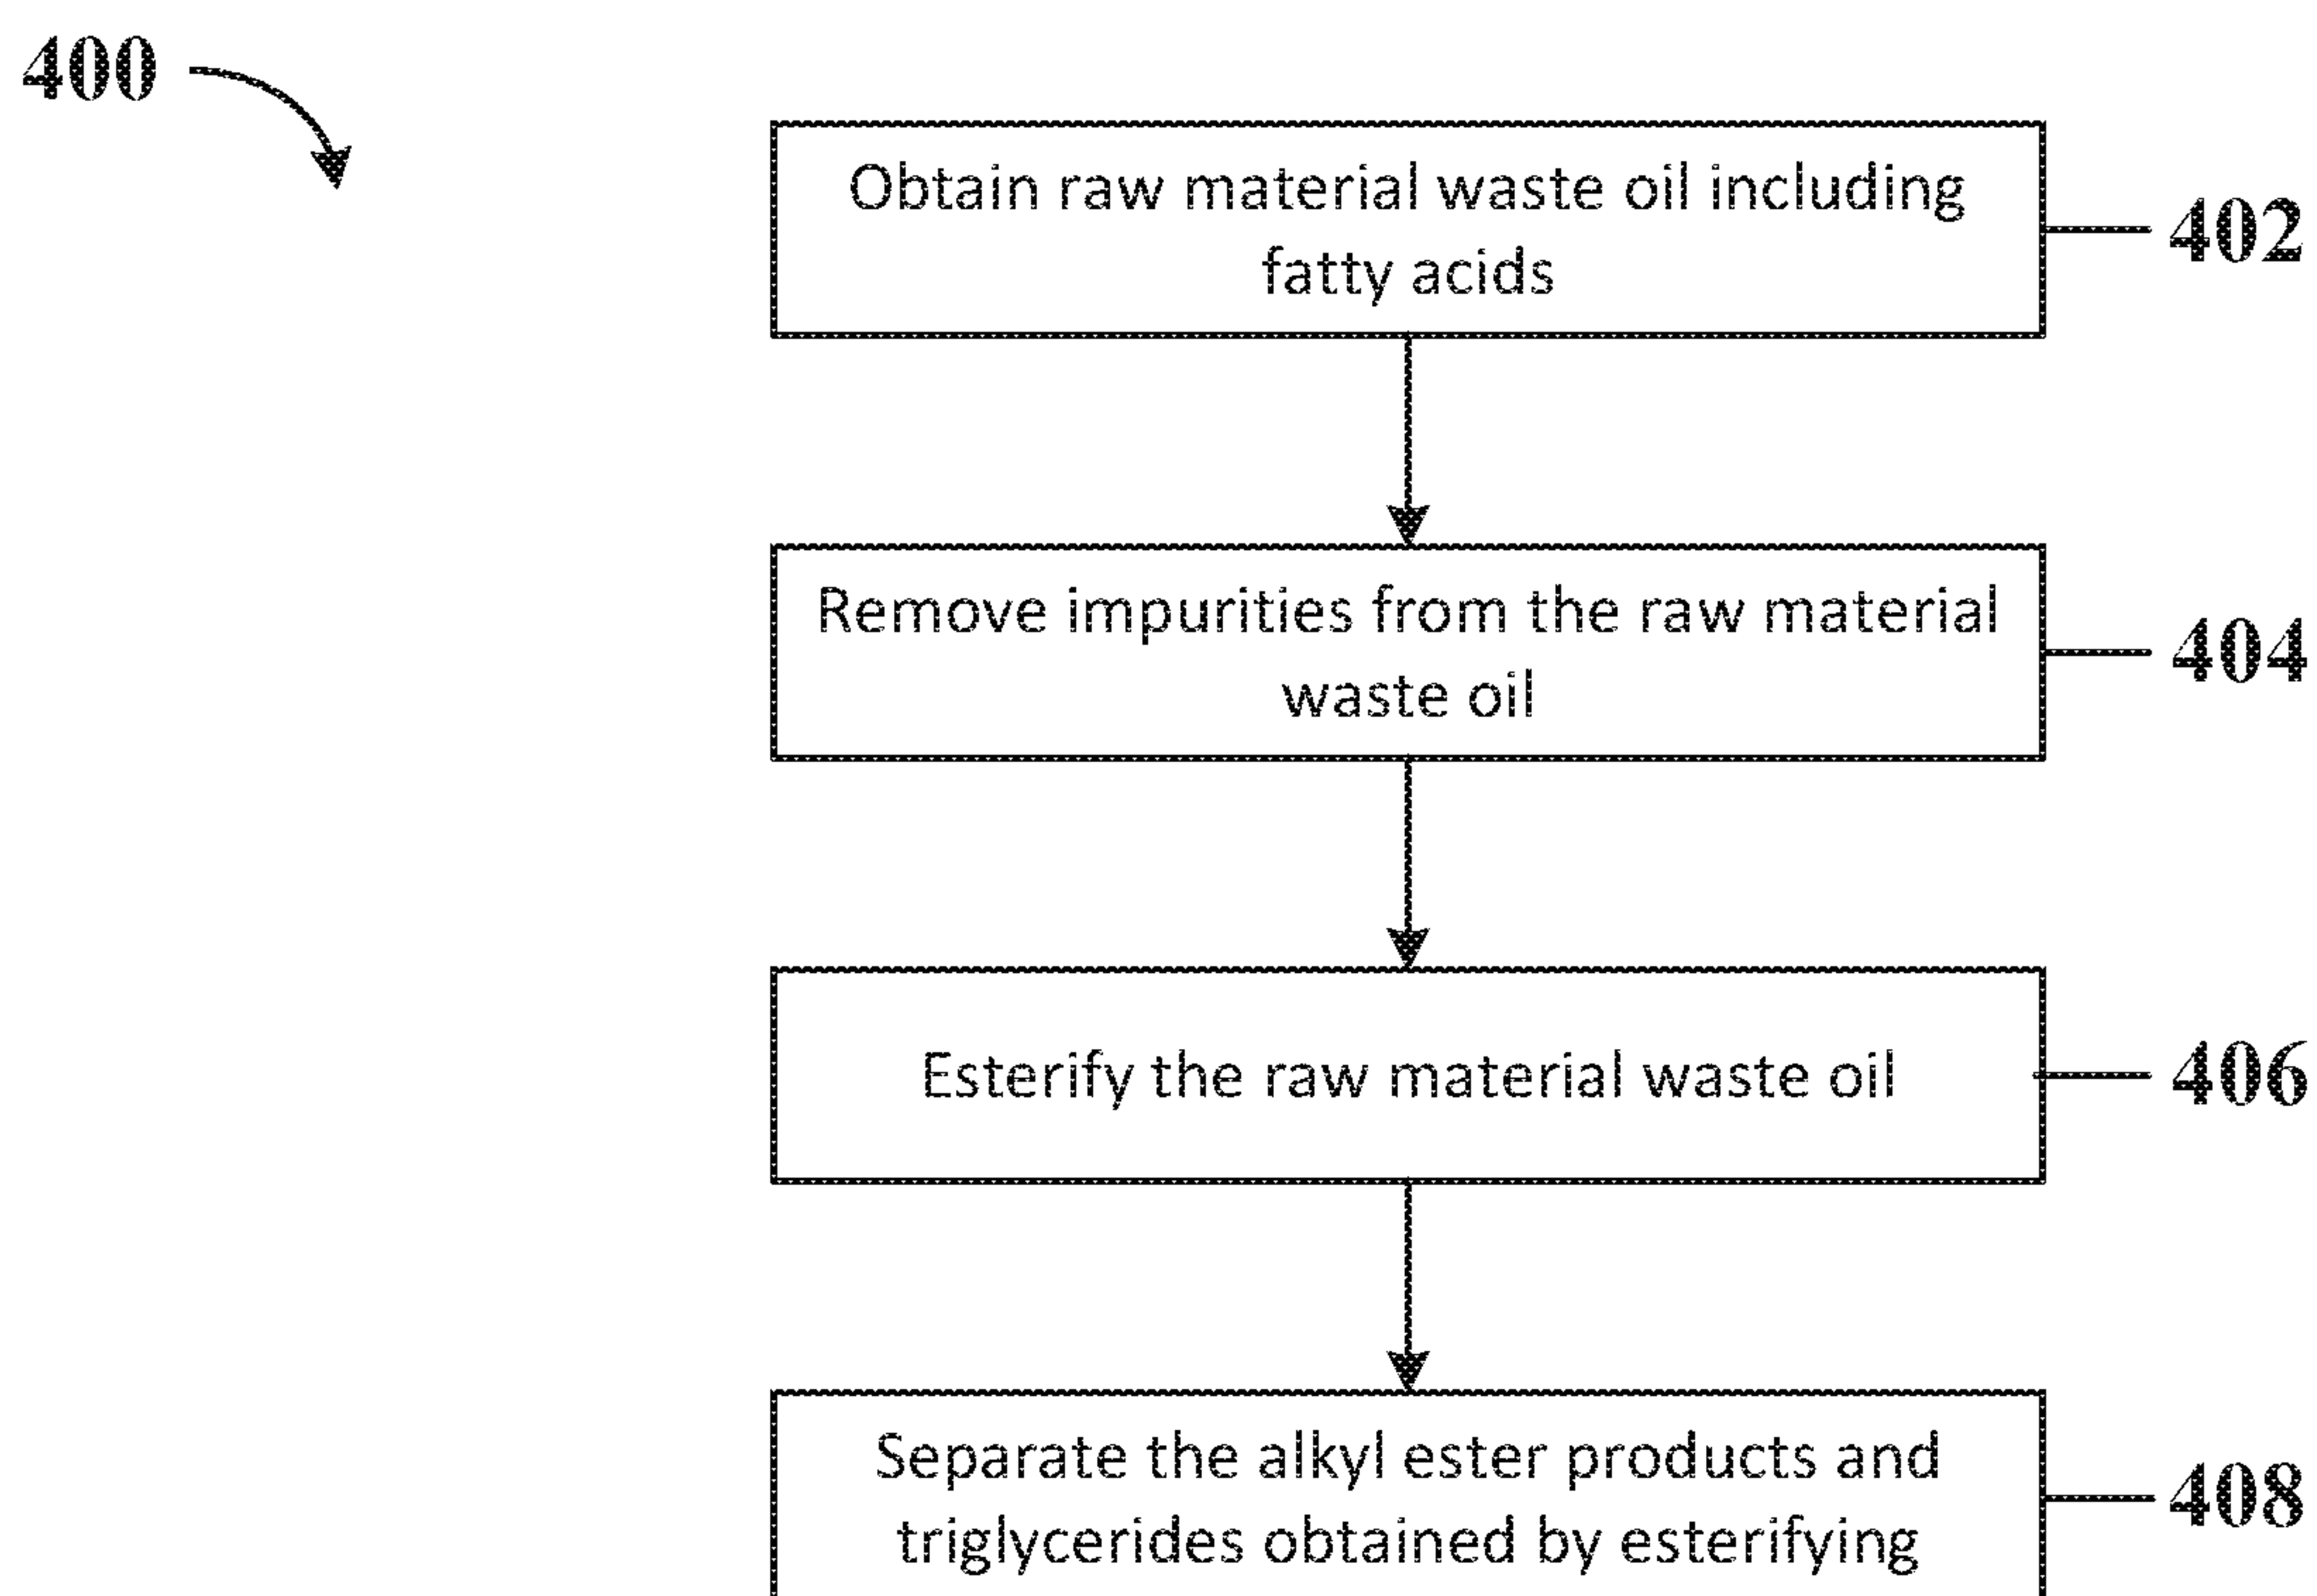 400
Obtain raw material waste oil including
fatty acids
402
Remove impurities from the raw material
waste oil
404
Esterify the raw material waste oil
406
Separate the alkyl ester products and
triglycerides obtained by esterifying
408